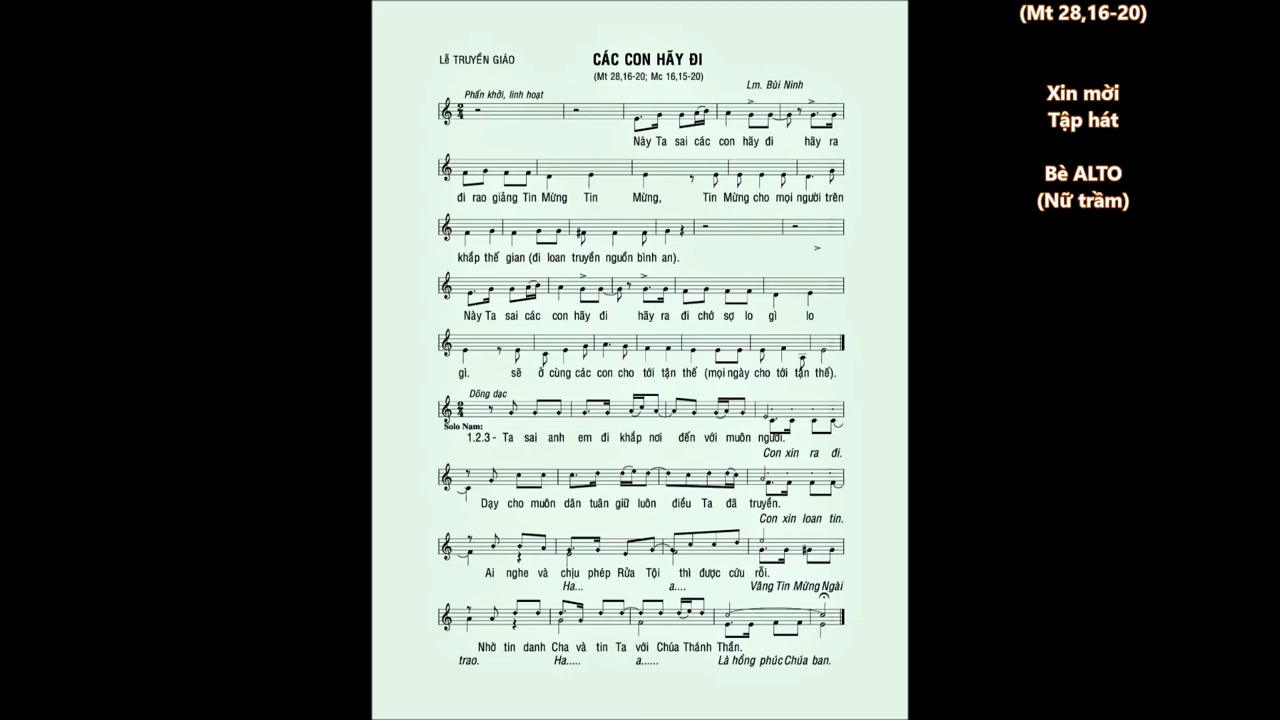 LỄ TRUYỀN GIÁO
CÁC CON HÃY ĐI
(Mt 28,16-20; Mc 16,15-20)
Lm. Bùi Ninh
Phấn khởi, linh hoạt
Này Ta sai các con hãy đi hãy ra
đi rao giảng Tin Mừng Tin Mừng, Tin Mừng cho mọi người trên
khắp thế gian (đi loan truyền nguồn bình an).
Này Ta sai các con hãy đi hãy ra đi chớ sợ lo gì lo
gì. sẽ ở cùng các con cho tới tận thế (mọi ngày cho tới tận thế).
Dõng dạc
Solo Nam:
1.2.3- Ta sai anh em đi khắp nơi đến với muôn người.
Con xin ra đi.
Dạy cho muôn dân tuân giữ luôn điều Ta đã truyền.
Con xin loan tin.
Ai nghe và chịu phép Rửa Tội thì được cứu rỗi.
Ha... a.... Vâng Tin Mừng Ngài
Nhờ tin danh Cha và tin Ta với Chúa Thánh Thần.
trao. Ha..... a...... Là hồng phúc Chúa ban.
(Mt 28,16-20)
Xin mời
Tập hát
Bè ALTO
(Nữ trầm)